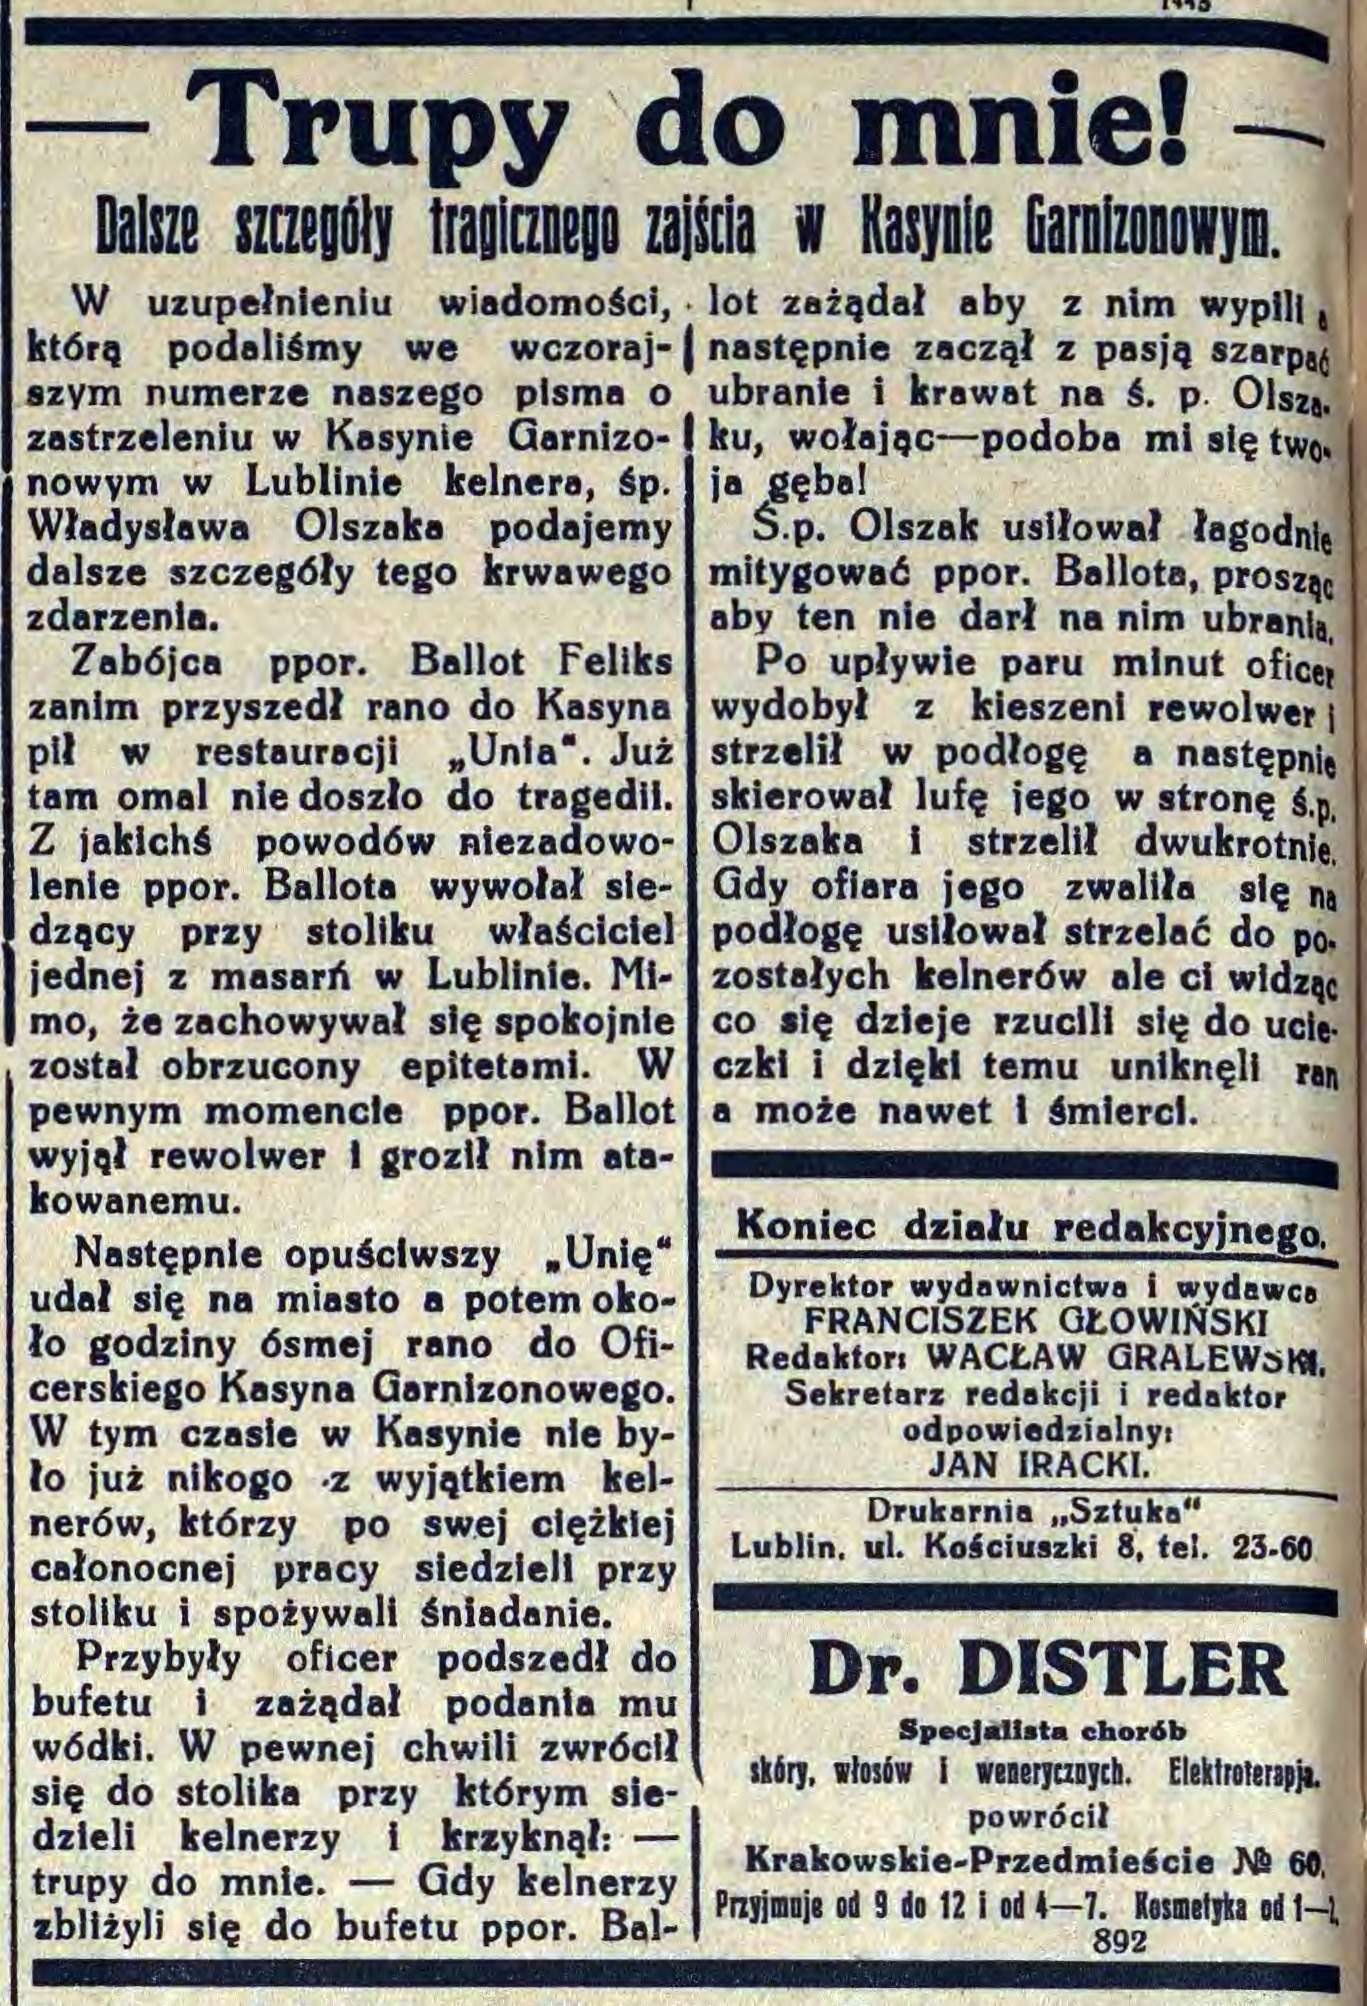 — Trupy do mnie! —
Dalsze szczegóły tragicznego zajścia w Kasynie Garnizonowym.
W uzupełnieniu wiadomości,
którą podaliśmy we wczoraj-
szym numerze naszego pisma o
zastrzeleniu w Kasynie Garnizo-
nowym w Lublinie kelnera, śp.
Władysława Olszaka podajemy
dalsze szczegóły tego krwawego
zdarzenia.
Zabójca ppor. Ballot Feliks
zanim przyszedł rano do Kasyna
pił w restauracji „Unia". Już
tam omal nie doszło do tragedii.
Z jakichś powodów niezadowo-
lenie ppor. Ballota wywołał sie-
dzący przy stoliku właściciel
jednej z masarń w Lublinie. Mi-
mo, że zachowywał się spokojnie
został obrzucony epitetami. W
pewnym momencie ppor. Ballot
wyjął rewolwer i groził nim ata-
kowanemu.
Następnie opuściwszy „Unię"
udał się na miasto a potem oko-
ło godziny ósmej rano do Ofi-
cerskiego Kasyna Garnizonowego.
W tym czasie w Kasynie nie by-
ło już nikogo z wyjątkiem kel-
nerów, którzy po swej ciężkiej
całonocnej pracy siedzieli przy
stoliku i spożywali śniadanie.
Przybyły oficer podszedł do
bufetu i zażądał podania mu
wódki. W pewnej chwili zwrócił
się do stolika przy którym sie-
dzieli kelnerzy i krzyknął: —
trupy do mnie. — Gdy kelnerzy
zbliżyli się do bufetu ppor. Bal-
lot zażądał aby z nim wypili a
następnie zaczął z pasją szarpać
ubranie i krawat na ś. p. Olsza-
ku, wołając—podoba mi się two-
ja gęba!
Ś.p. Olszak usiłował łagodnie
mitygować ppor. Ballota, prosząc
aby ten nie darł na nim ubrania.
Po upływie paru minut oficer
wydobył z kieszeni rewolwer i
strzelił w podłogę a następnie
skierował lufę jego w stronę ś.p.
Olszaka i strzelił dwukrotnie.
Gdy ofiara jego zwaliła się na
podłogę usiłował strzelać do po-
zostałych kelnerów ale ci widząc
co się dzieje rzucili się do ucie-
czki i dzięki temu uniknęli ran
a może nawet i śmierci.
Koniec działu redakcyjnego.
Dyrektor wydawnictwa i wydawca
FRANCISZEK GŁOWIŃSKI
Redaktor: WACŁAW GRALEWSKI.
Sekretarz redakcji i redaktor
odpowiedzialny:
JAN IRACKI.
Drukarnia „Sztuka"
Lublin, ul. Kościuszki 8, tel. 23-60
Dr. DISTLER
Specjalista chorób
skóry, włosów i wenerycznych. Elektroterapja.
powrócił
Krakowskie-Przedmieście № 60.
Przyjmuje od 9 do 12 i od 4—7. Kosmetyka od 1—2.
892